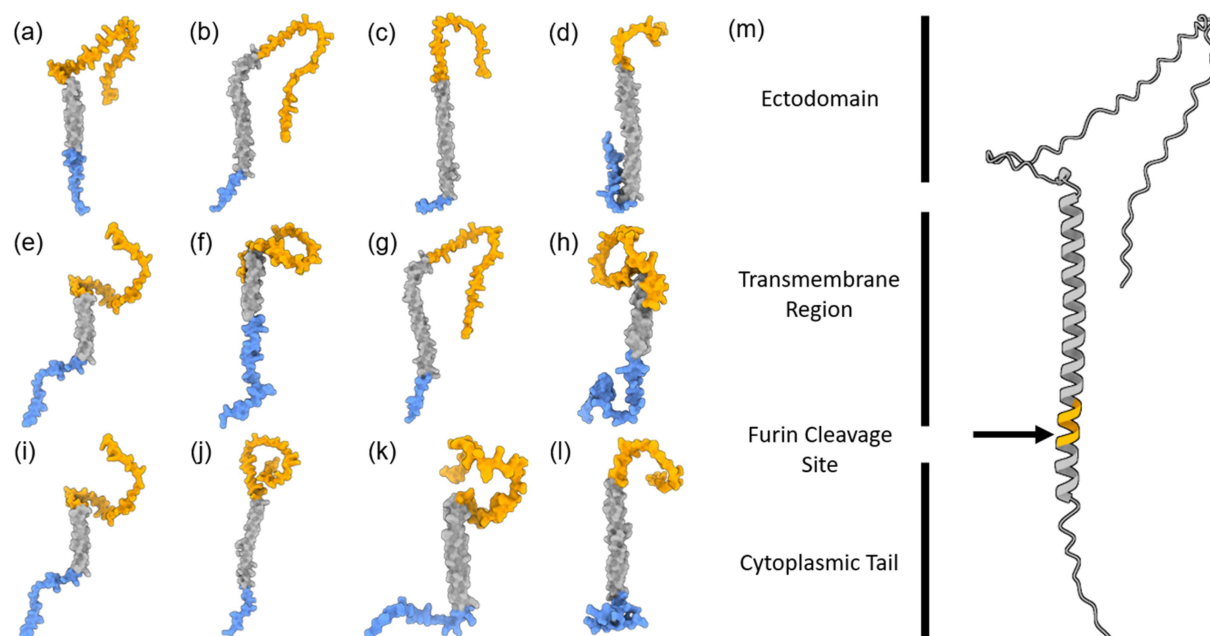 (a)
(b)
(c)
(d)
(m)
Ectodomain
(e)
(f)
(g)
(h)
Transmembrane
Region
(i)
(j)
(k)
(l)
Furin Cleavage
Site
Cytoplasmic Tail